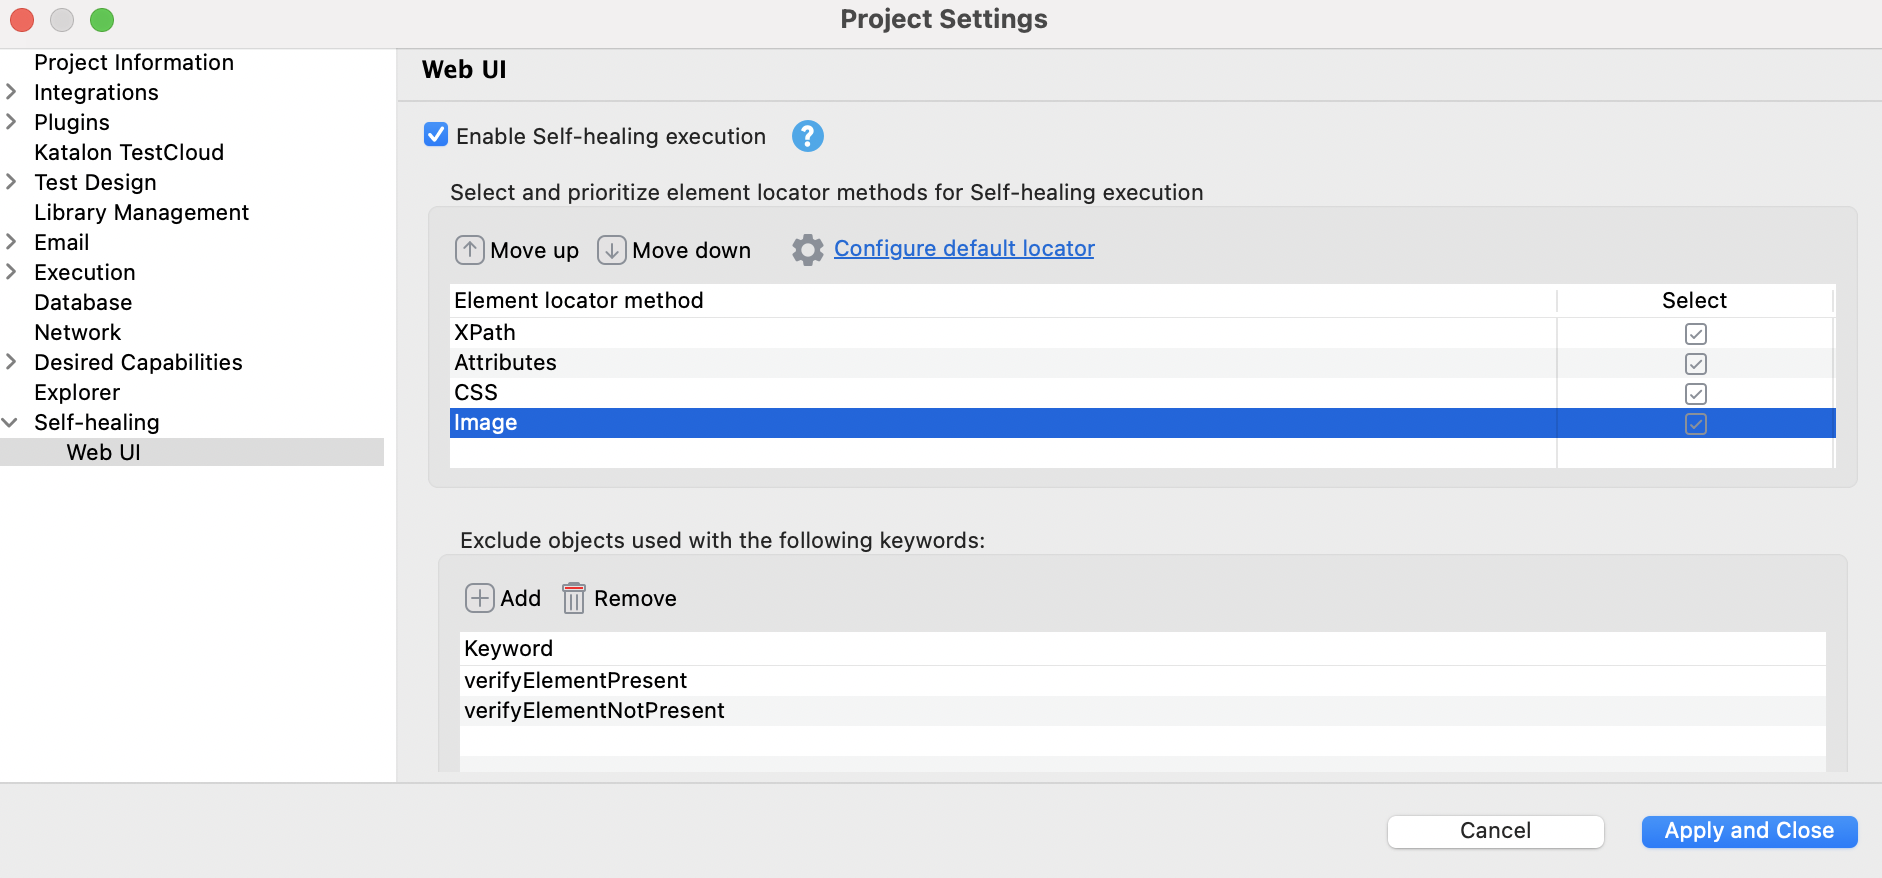 Project Settings
Project Information
Integrations
Plugins
Katalon TestCloud
Test Design
Library Management
Email
Execution
Database
Network
Desired Capabilities
Explorer
Self-healing
Web UI
Web UI
Enable Self-healing execution ?
Select and prioritize element locator methods for Self-healing execution
Move up Move down Configure default locator
Element locator method Select
XPath
Attributes
CSS
Image
Exclude objects used with the following keywords:
Add Remove
Keyword
verifyElementPresent
verifyElementNotPresent
Cancel Apply and Close